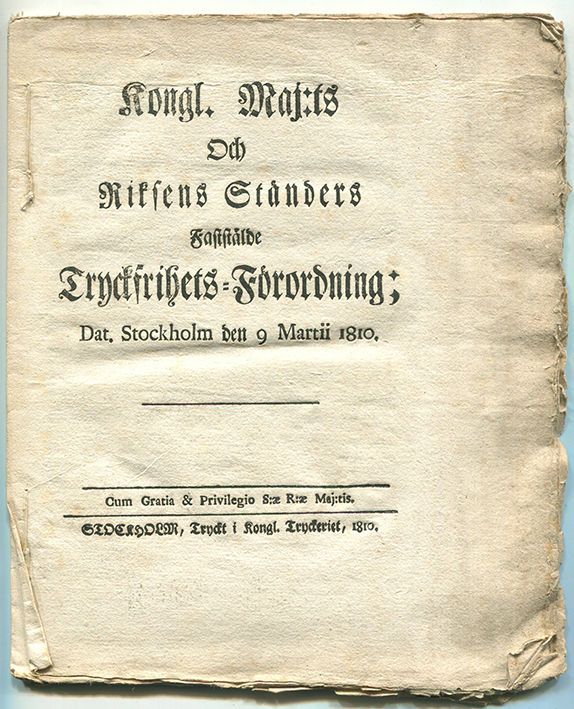 Kongl. Maj:ts
Och
Riksens Ständers
Faststälde
Tryckfrihets-Förordning;
Dat. Stockholm den 9 Martii 1810.
Cum Gratia & Privilegio S:æ R:æ Maj:tis.
STOCKHOLM, Tryckt i Kongl. Tryckeriet, 1810.